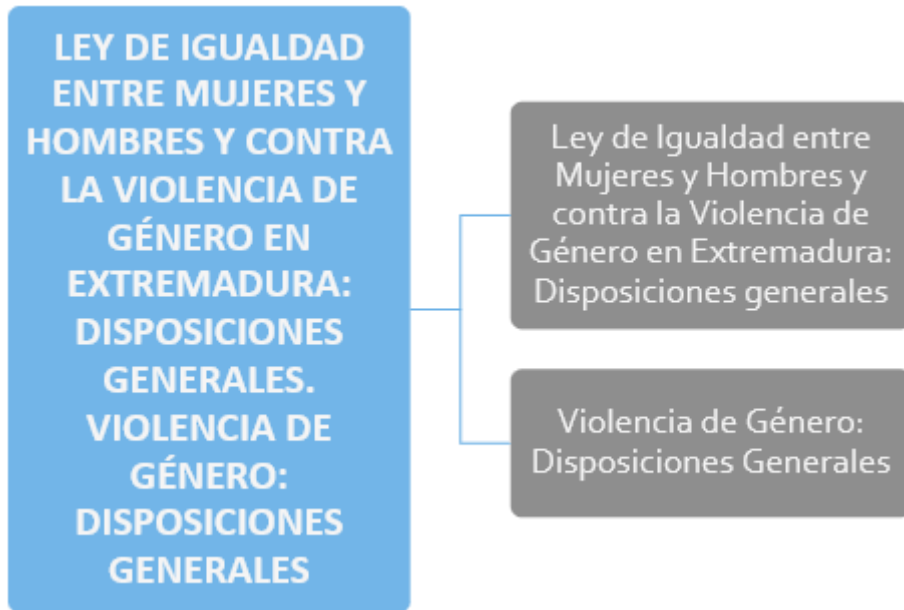 LEY DE IGUALDAD
ENTRE MUJERES Y
HOMBRES Y CONTRA
LA VIOLENCIA DE
GÉNERO EN
EXTREMADURA:
DISPOSICIONES
GENERALES.
VIOLENCIA DE
GÉNERO:
DISPOSICIONES
GENERALES
Ley de Igualdad entre
Mujeres y Hombres y
contra la Violencia de
Género en Extremadura:
Disposiciones generales
Violencia de Género:
Disposiciones Generales